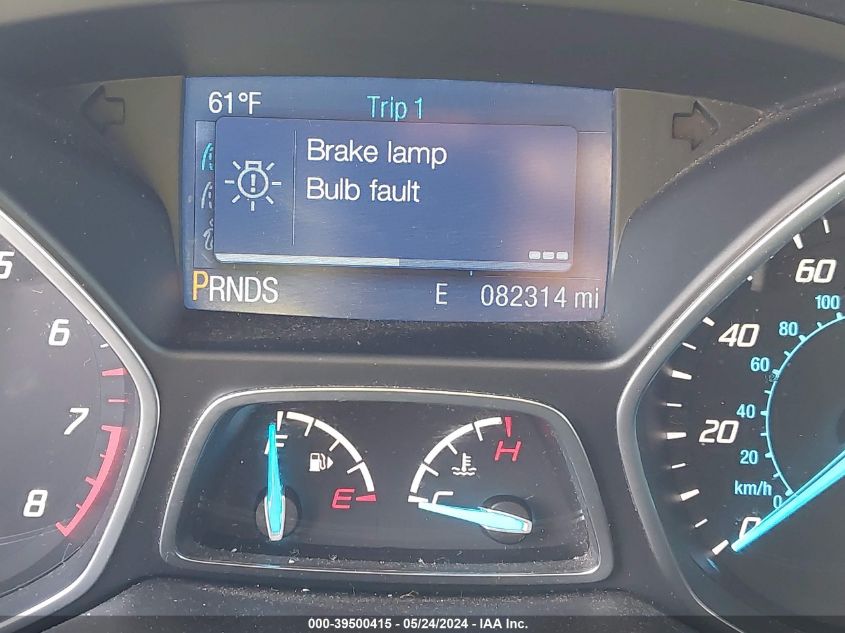 61°F Trip 1
Brake lamp
Bulb fault
PRNDS E 082314 mi
5
6
7
8
F
E
C
H
60
40
20
0
100
80
60
40
20
km/h 0
000-39500415 - 05/24/2024 - IAA Inc.